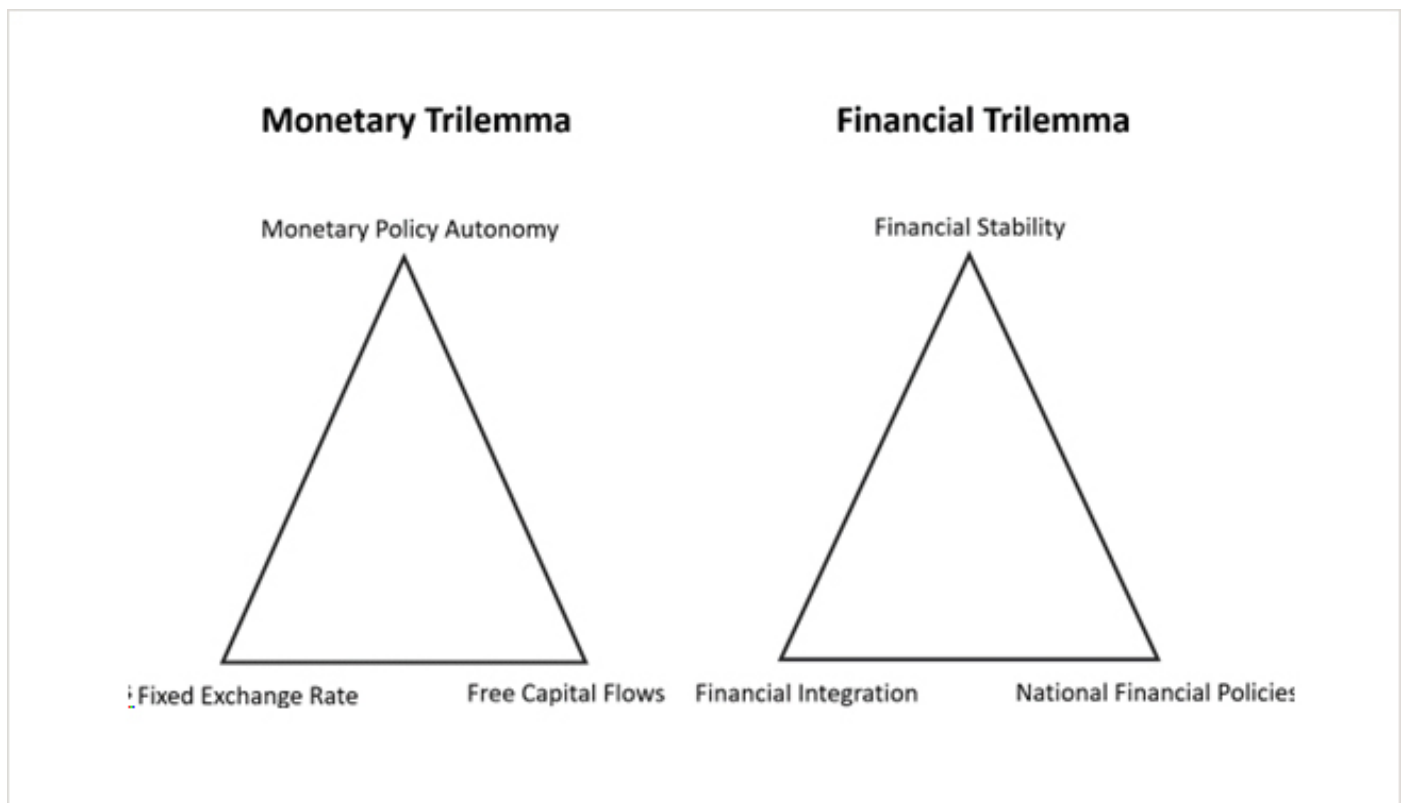 Monetary Trilemma
Financial Trilemma
Monetary Policy Autonomy
Financial Stability
Fixed Exchange Rate
Free Capital Flows
Financial Integration
National Financial Policies